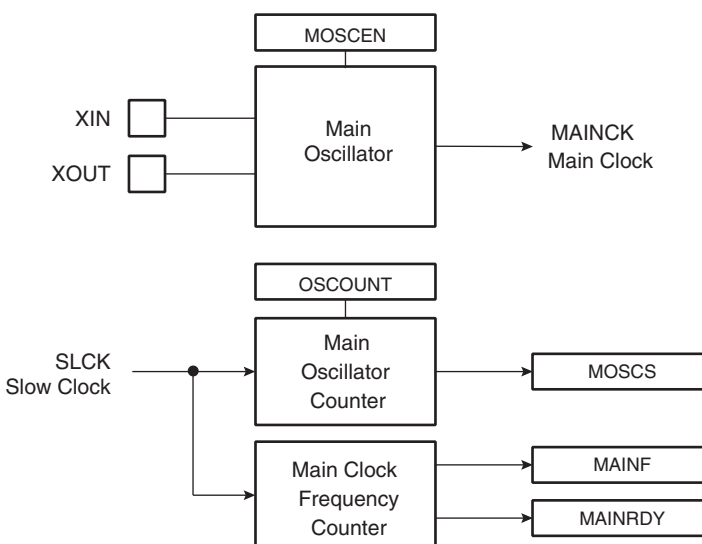 MOSCEN
XIN
XOUT
Main
Oscillator
MAINCK
Main Clock
OSCOUNT
SLCK
Slow Clock
Main
Oscillator
Counter
MOSCS
Main Clock
Frequency
Counter
MAINF
MAINRDY